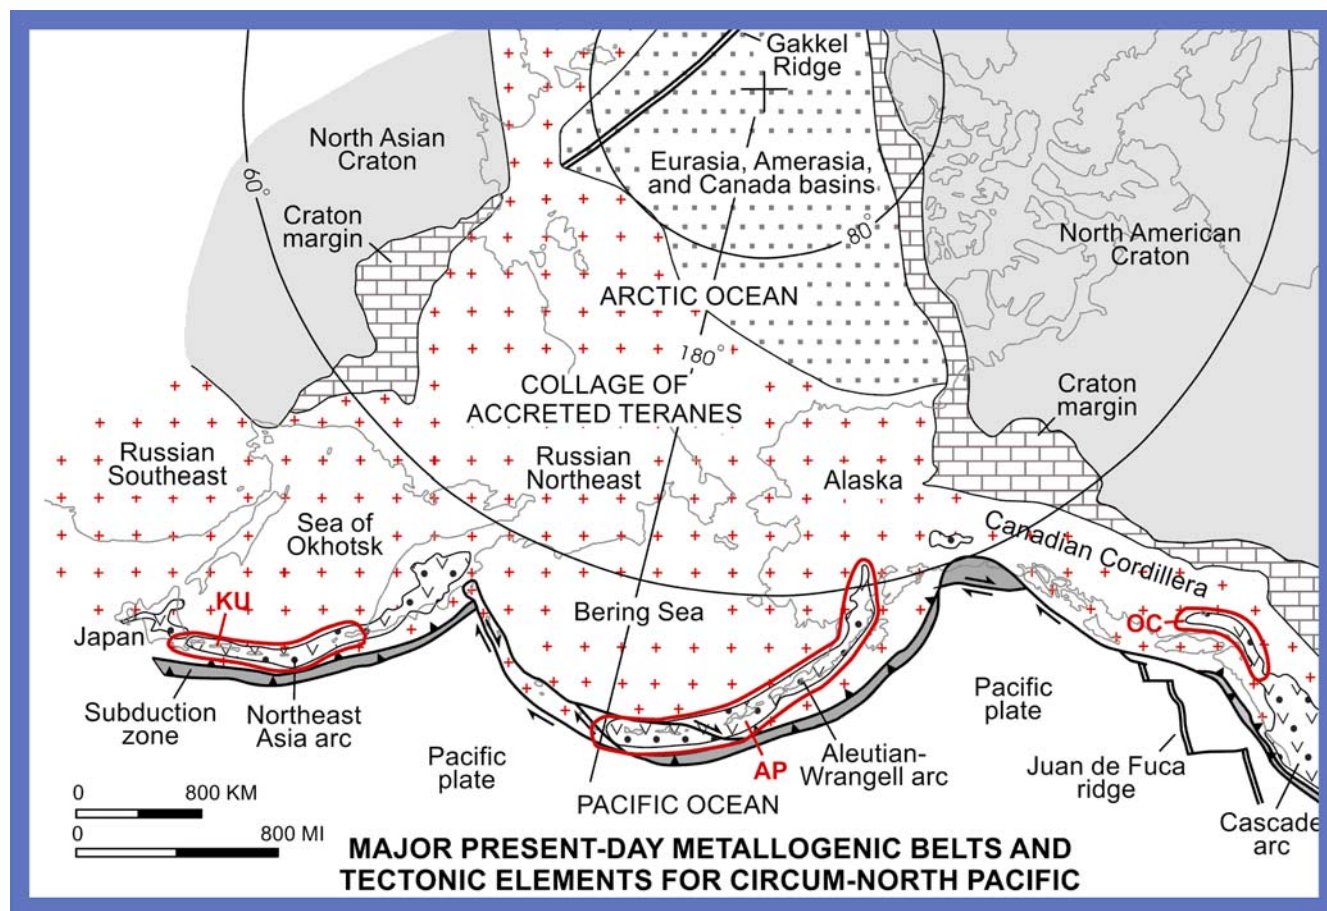 Gakkel
Ridge
North Asian
Craton
Eurasia, Amerasia,
and Canada basins
60°
Craton
margin
80°
North American
Craton
ARCTIC OCEAN
180°
COLLAGE OF
ACCRETED TERANES
Craton
margin
Russian
Southeast
Russian
Northeast
Alaska
Sea of
Okhotsk
Canadian Cordillera
KU
Bering Sea
Japan
OC
Subduction
zone
Northeast
Asia arc
Pacific
plate
Pacific
plate
AP
Aleutian-
Wrangell arc
Juan de Fuca
ridge
0 800 KM
PACIFIC OCEAN
0 800 MI
Cascade
arc
MAJOR PRESENT-DAY METALLOGENIC BELTS AND
TECTONIC ELEMENTS FOR CIRCUM-NORTH PACIFIC